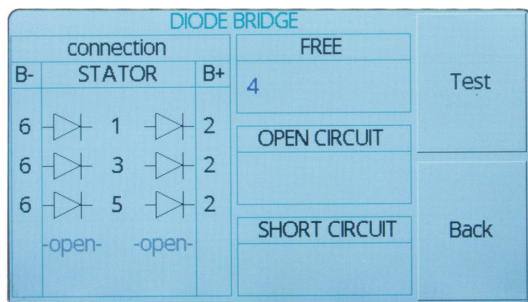 DIODE BRIDGE
connection
B- STATOR B+
6 1 2
6 3 2
6 5 2
-open- -open-
FREE
4
OPEN CIRCUIT
SHORT CIRCUIT
Test
Back